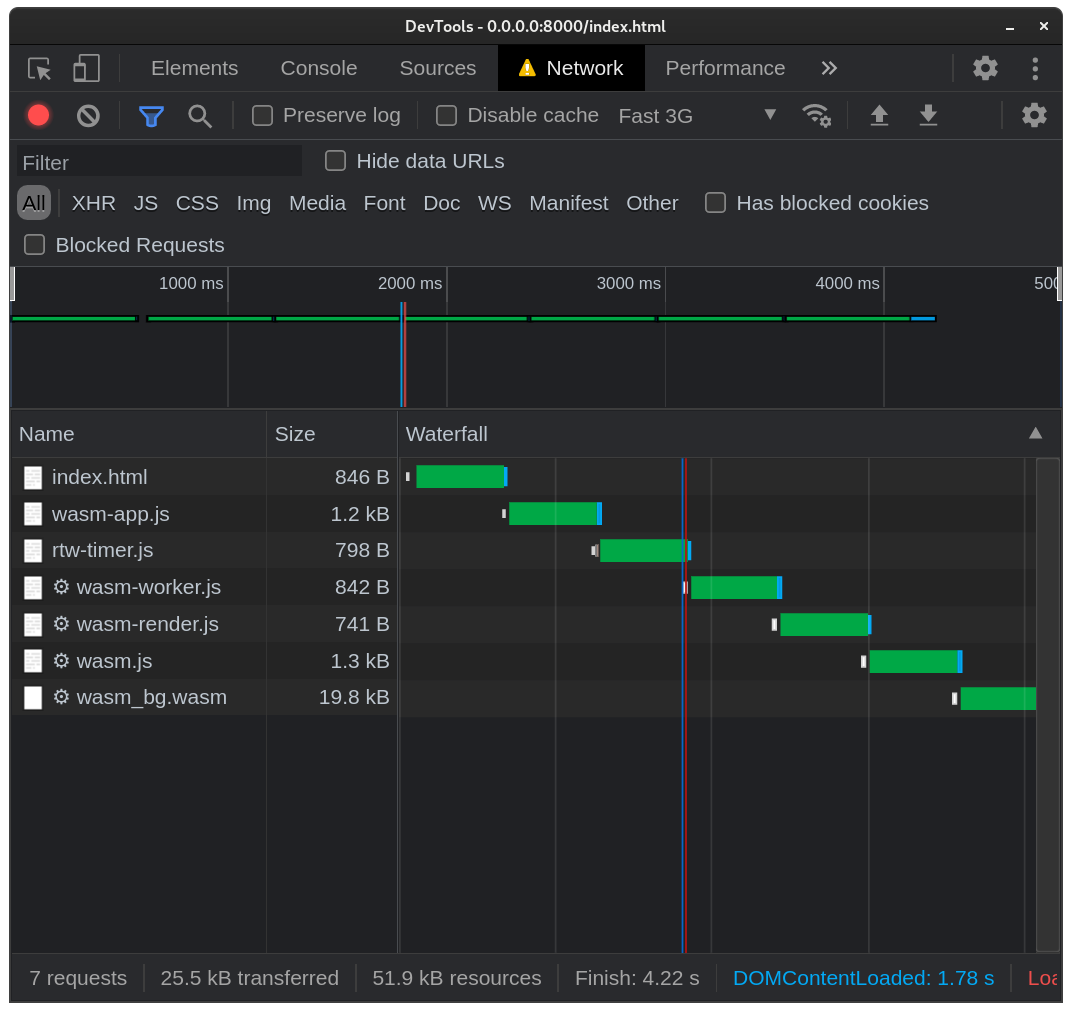 DevTools - 0.0.0.0:8000/index.html
Elements Console Sources Network Performance
Preserve log Disable cache Fast 3G
Filter Hide data URLs
All XHR JS CSS Img Media Font Doc WS Manifest Other Has blocked cookies
Blocked Requests
1000 ms 2000 ms 3000 ms 4000 ms 500
Name Size Waterfall
index.html 846 B
wasm-app.js 1.2 kB
rtw-timer.js 798 B
wasm-worker.js 842 B
wasm-render.js 741 B
wasm.js 1.3 kB
wasm_bg.wasm 19.8 kB
7 requests 25.5 kB transferred 51.9 kB resources Finish: 4.22 s DOMContentLoaded: 1.78 s Loa